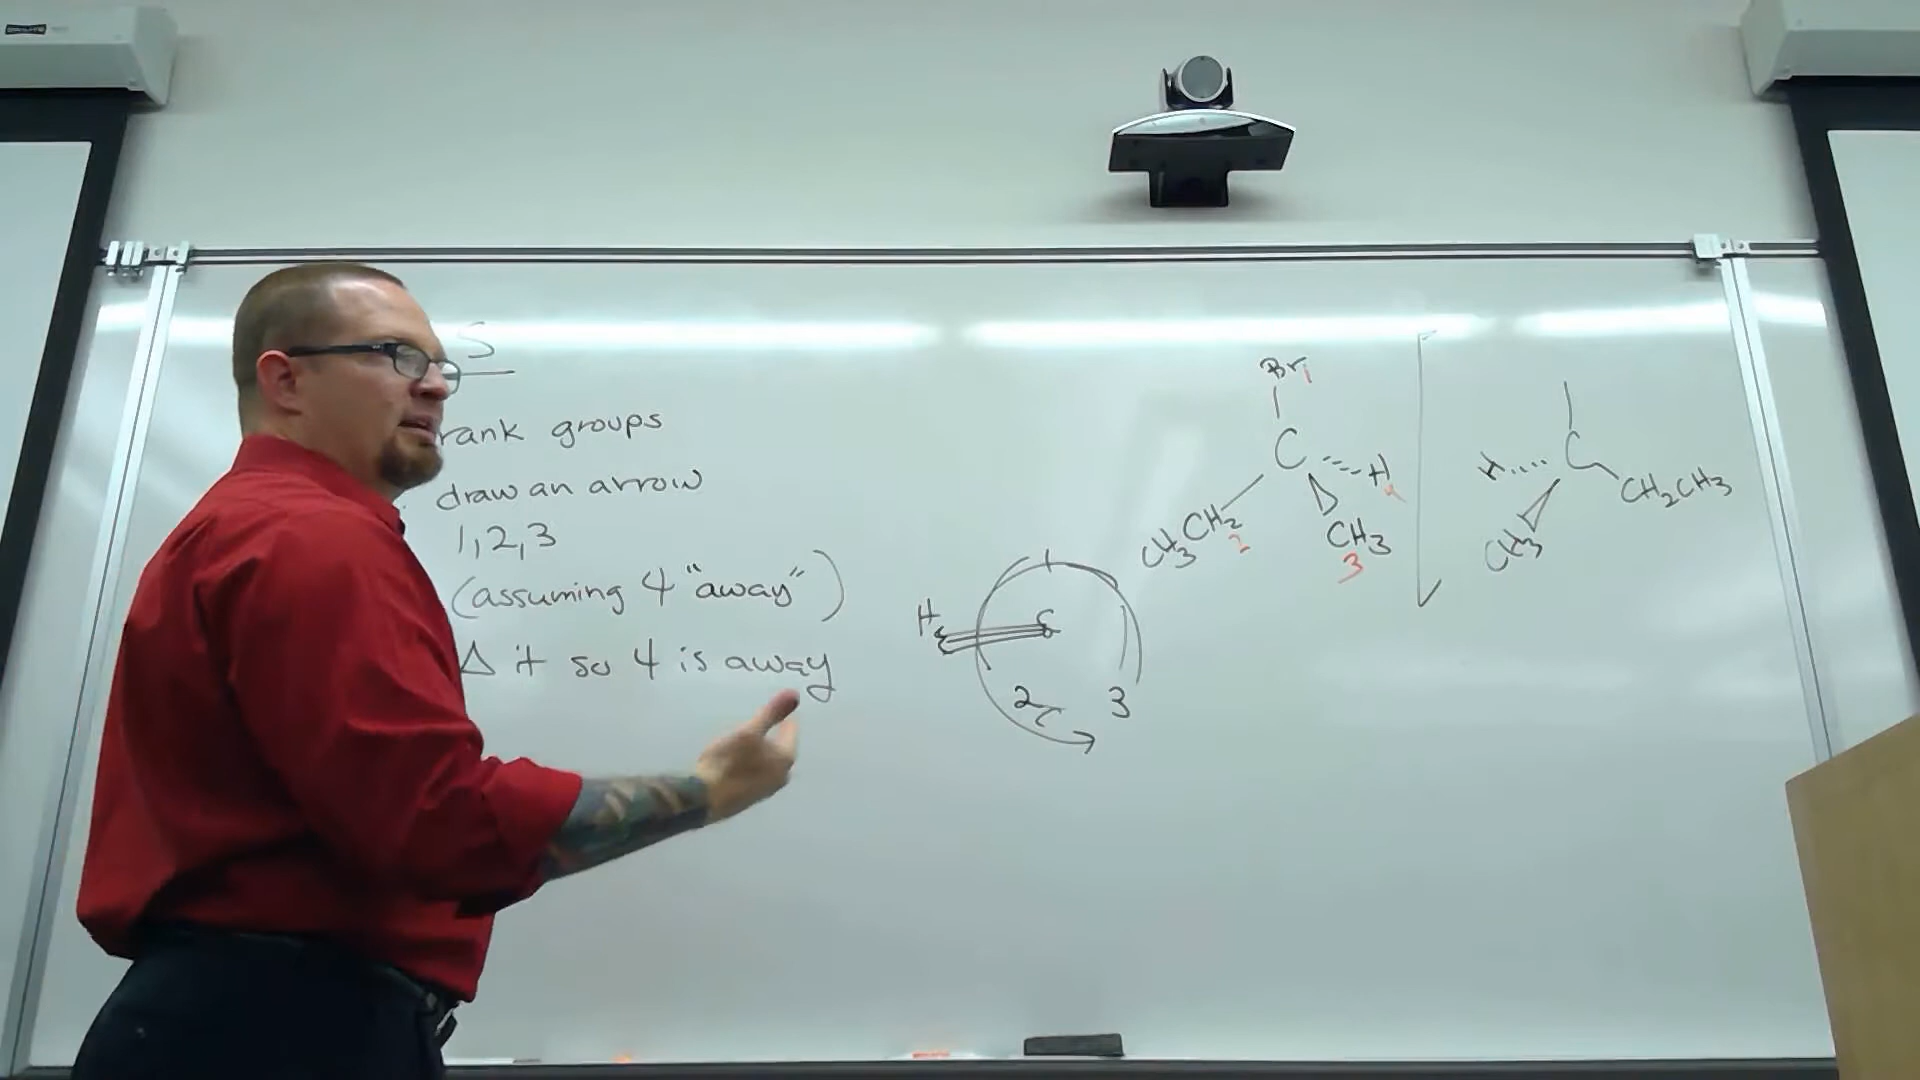 S
rank groups
draw an arrow
1,2,3
(assuming 4 "away")
Δ it so 4 is away
H
C
1
2
3
Br 1
C
H 4
CH3CH2 2
CH3 3
C
H
CH2CH3
CH3